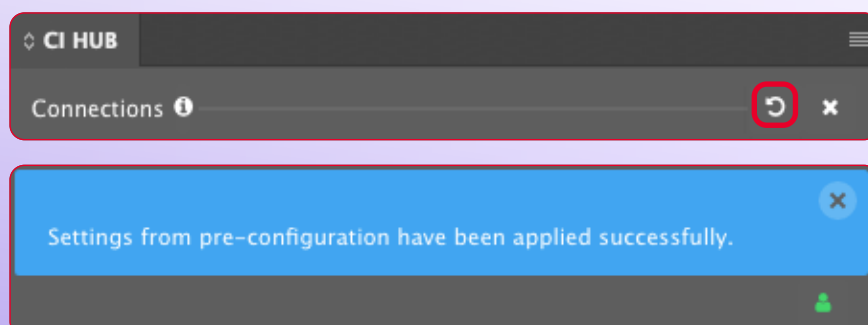 CI HUB
Connections
Settings from pre-configuration have been applied successfully.